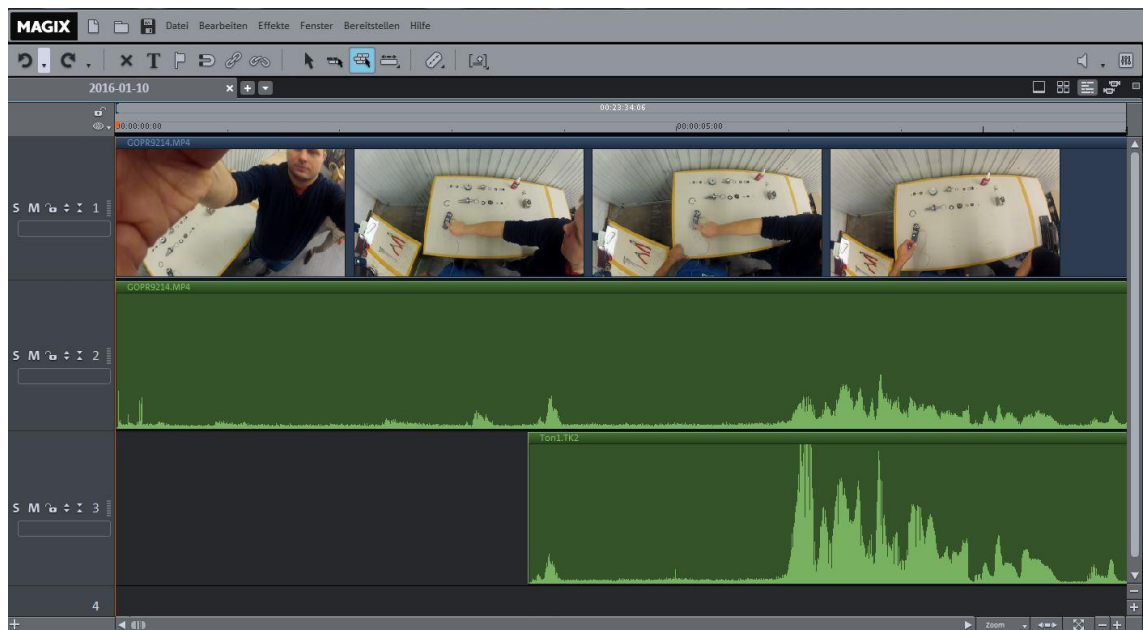 MAGIX Datei Bearbeiten Effekte Fenster Bereitstellen Hilfe
T
2016-01-10
00:23:34:06
00:00:00:00 00:00:05:00
GOPR9214.MP4
S M 1
GOPR9214.MP4
S M 2
Ton1.TK2
S M 3
4
Zoom